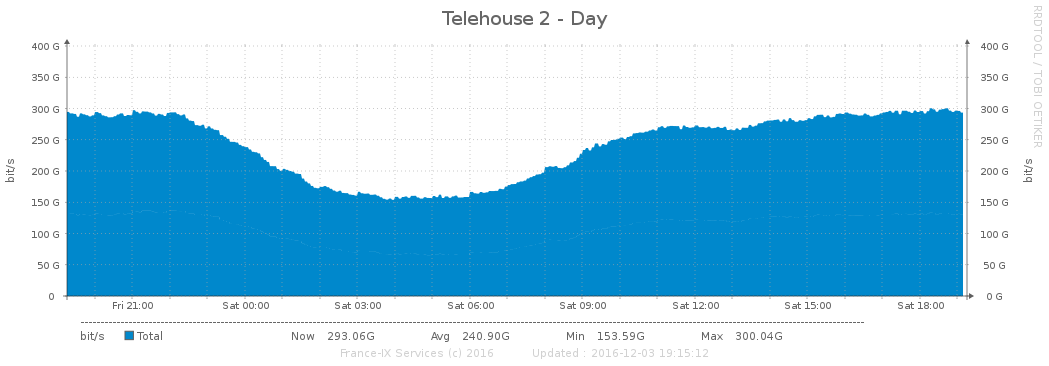 Telehouse 2 - Day
RRDTOOL / TOBI OETIKER
400 G 400 G
350 G 350 G
300 G 300 G
250 G 250 G
200 G 200 G
150 G 150 G
100 G 100 G
50 G 50 G
0 0 G
bit/s bit/s
Fri 21:00 Sat 00:00 Sat 03:00 Sat 06:00 Sat 09:00 Sat 12:00 Sat 15:00 Sat 18:00
bit/s Total Now 293.06G Avg 240.90G Min 153.59G Max 300.04G
France-IX Services (c) 2016 Updated : 2016-12-03 19:15:12